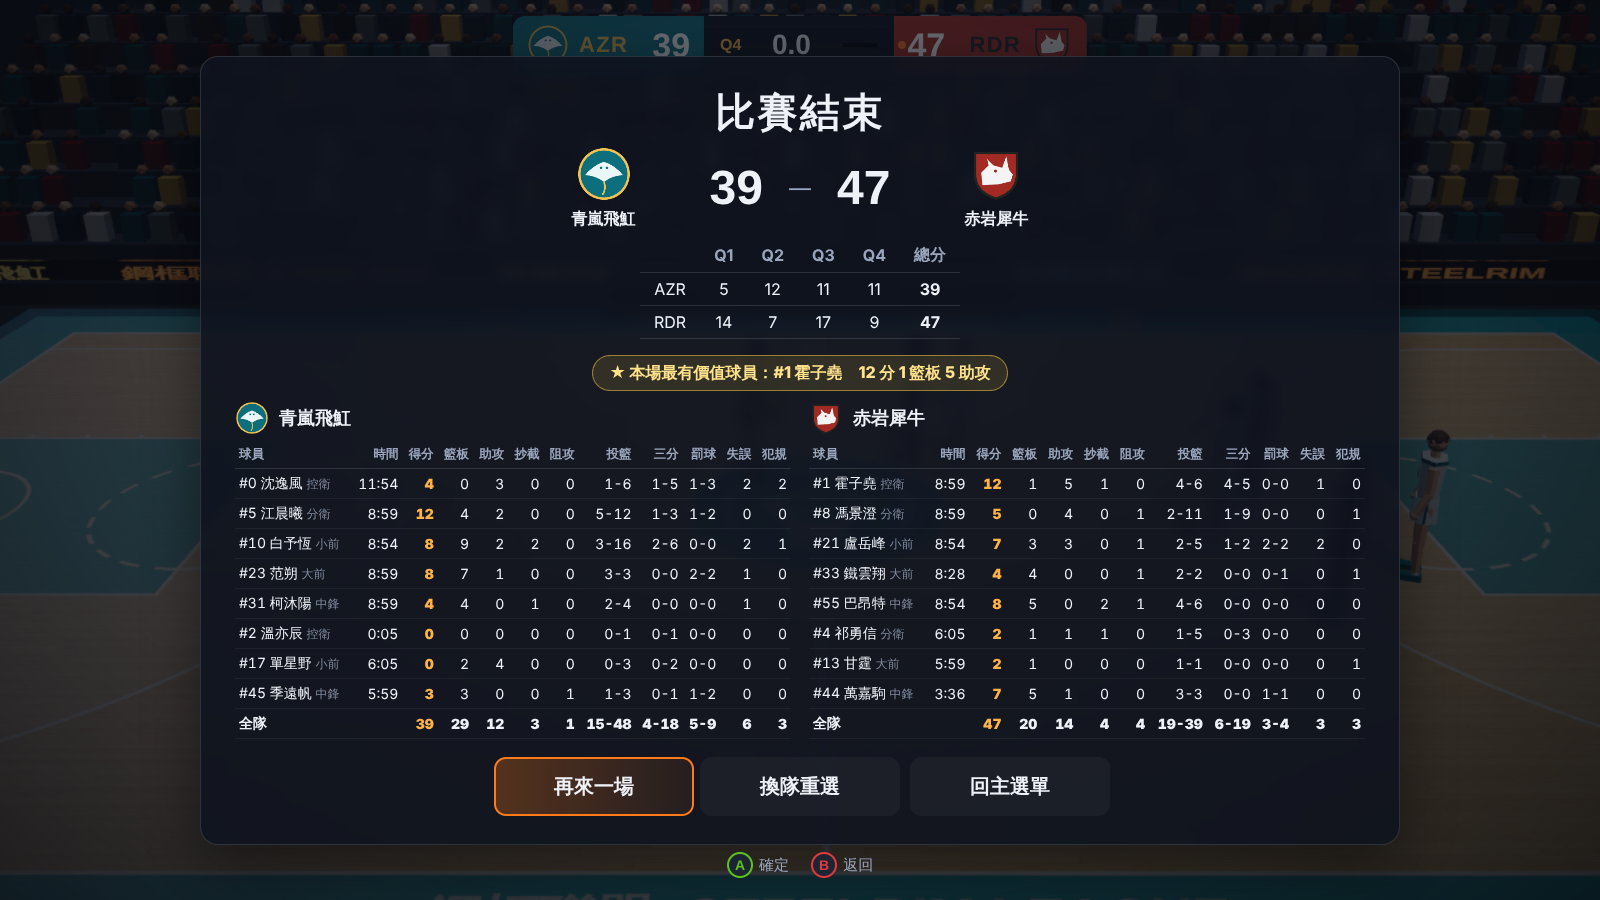 AZR 39 Q4 0.0 47 RDR
比賽結束
39 — 47
青嵐飛魟 赤岩犀牛
Q1 Q2 Q3 Q4 總分
AZR 5 12 11 11 39
RDR 14 7 17 9 47
★ 本場最有價值球員：#1 霍子堯 12 分 1 籃板 5 助攻
青嵐飛魟
球員 時間 得分 籃板 助攻 抄截 阻攻 投籃 三分 罰球 失誤 犯規
#0 沈逸風 控衛 11:54 4 0 3 0 0 1-6 1-5 1-3 2 2
#5 江晨曦 分衛 8:59 12 4 2 0 0 5-12 1-3 1-2 0 0
#10 白予恆 小前 8:54 8 9 2 2 0 3-16 2-6 0-0 2 1
#23 范朔 大前 8:59 8 7 1 0 0 3-3 0-0 2-2 1 0
#31 柯沐陽 中鋒 8:59 4 4 0 1 0 2-4 0-0 0-0 1 0
#2 溫亦辰 控衛 0:05 0 0 0 0 0 0-1 0-1 0-0 0 0
#17 單星野 小前 6:05 0 2 4 0 0 0-3 0-2 0-0 0 0
#45 季遠帆 中鋒 5:59 3 3 0 0 1 1-3 0-1 1-2 0 0
全隊 39 29 12 3 1 15-48 4-18 5-9 6 3
赤岩犀牛
球員 時間 得分 籃板 助攻 抄截 阻攻 投籃 三分 罰球 失誤 犯規
#1 霍子堯 控衛 8:59 12 1 5 1 0 4-6 4-5 0-0 1 0
#8 馮景澄 分衛 8:59 5 0 4 0 1 2-11 1-9 0-0 0 1
#21 盧岳峰 小前 8:54 7 3 3 0 1 2-5 1-2 2-2 2 0
#33 鐵雲翔 大前 8:28 4 4 0 0 1 2-2 0-0 0-1 0 1
#55 巴昂特 中鋒 8:54 8 5 0 2 1 4-6 0-0 0-0 0 0
#4 祁勇信 分衛 6:05 2 1 1 1 0 1-5 0-3 0-0 0 0
#13 甘霆 大前 5:59 2 1 0 0 0 1-1 0-0 0-0 0 1
#44 萬嘉駒 中鋒 3:36 7 5 1 0 0 3-3 0-0 1-1 0 0
全隊 47 20 14 4 4 19-39 6-19 3-4 3 3
再來一場 換隊重選 回主選單
A 確定 B 返回